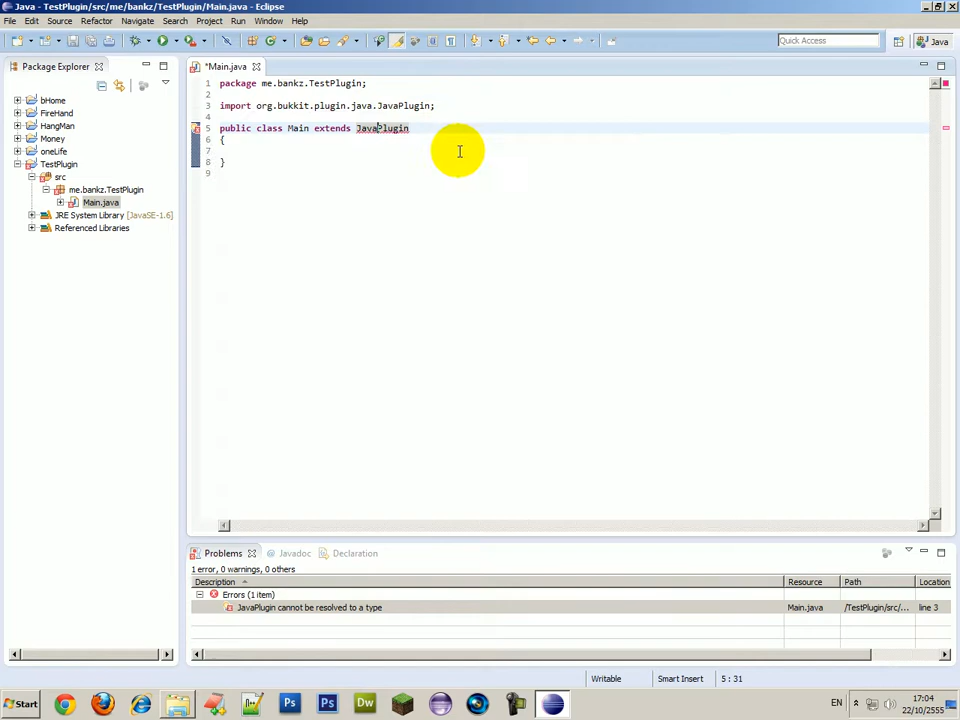 Java - TestPlugin/src/me/bankz/TestPlugin/Main.java - Eclipse
File Edit Source Refactor Navigate Search Project Run Window Help
Quick Access
Java
Package Explorer
*Main.java
bHome
FireHand
HangMan
Money
oneLife
TestPlugin
src
me.bankz.TestPlugin
Main.java
JRE System Library [JavaSE-1.6]
Referenced Libraries
1 package me.bankz.TestPlugin;
2
3 import org.bukkit.plugin.java.JavaPlugin;
4
5 public class Main extends JavaPlugin
6 {
7
8 }
9
Problems @ Javadoc Declaration
1 error, 0 warnings, 0 others
Description Resource Path Location
Errors (1 item)
JavaPlugin cannot be resolved to a type Main.java /TestPlugin/src/... line 3
Writable Smart Insert 5 : 31
Start Ps Ps Dw EN 17:04
22/10/2555